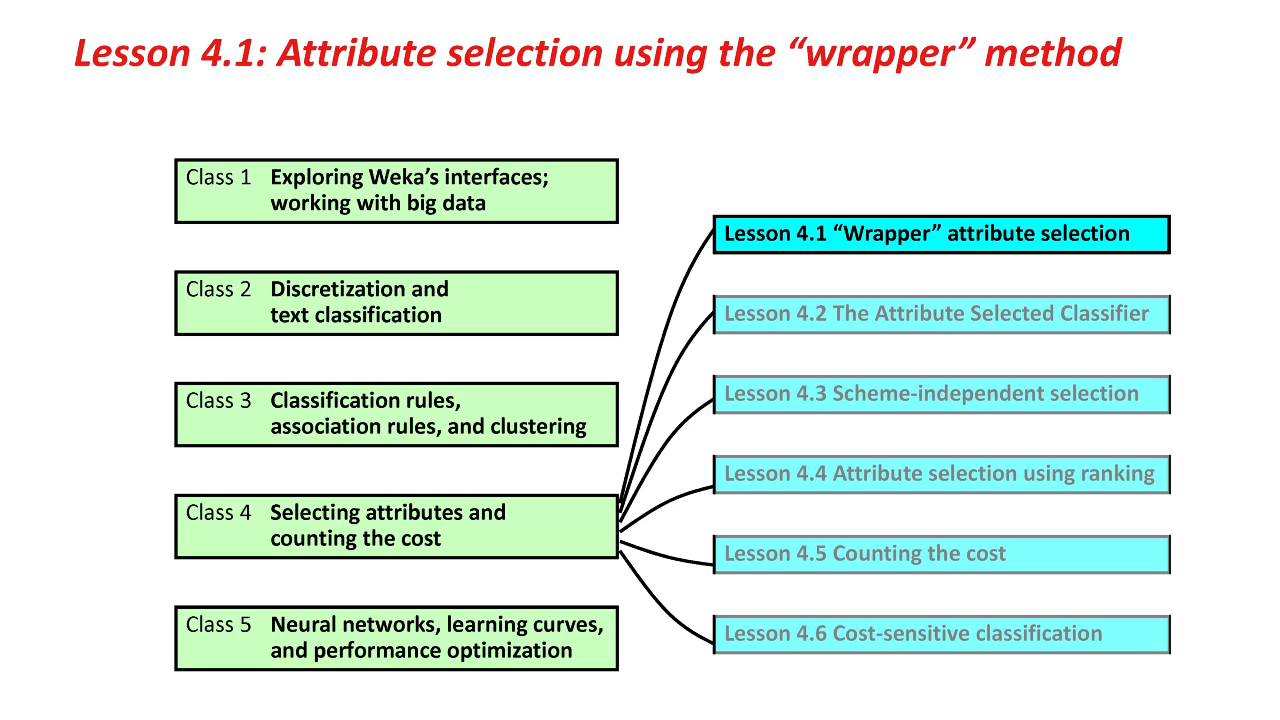 Lesson 4.1: Attribute selection using the “wrapper” method
Class 1 Exploring Weka’s interfaces;
working with big data
Class 2 Discretization and
text classification
Class 3 Classification rules,
association rules, and clustering
Class 4 Selecting attributes and
counting the cost
Class 5 Neural networks, learning curves,
and performance optimization
Lesson 4.1 “Wrapper” attribute selection
Lesson 4.2 The Attribute Selected Classifier
Lesson 4.3 Scheme-independent selection
Lesson 4.4 Attribute selection using ranking
Lesson 4.5 Counting the cost
Lesson 4.6 Cost-sensitive classification